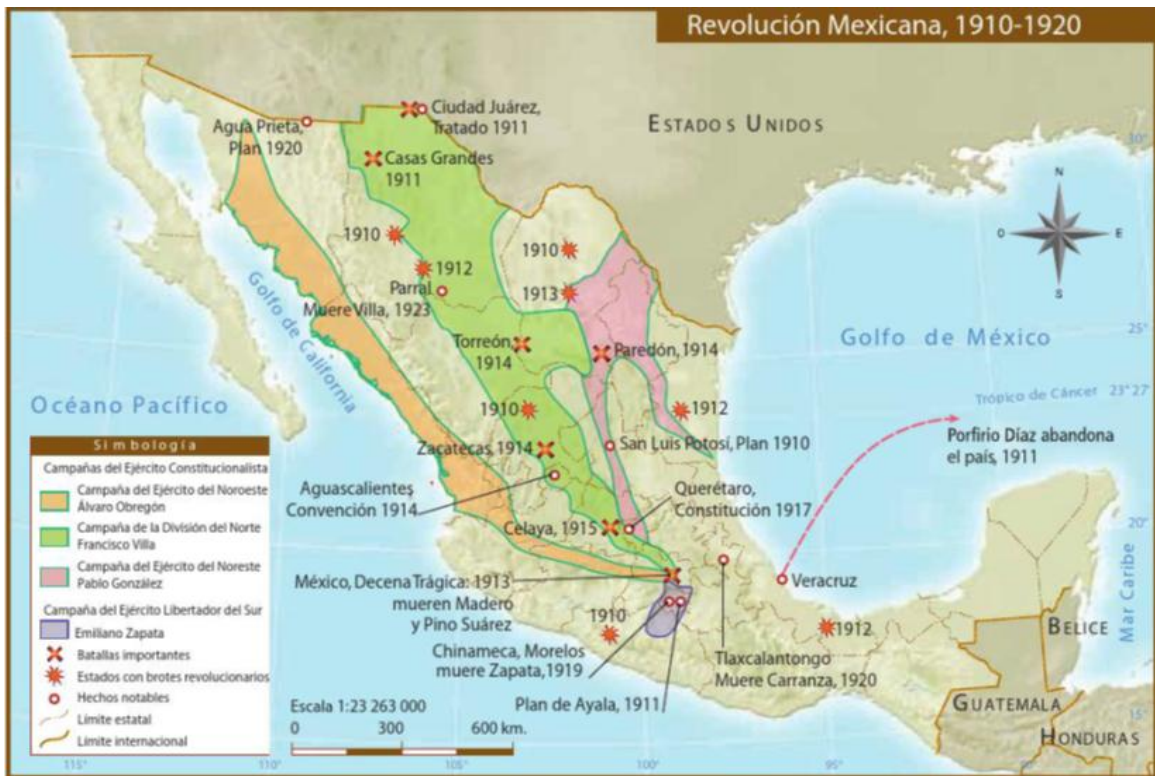 Revolución Mexicana, 1910-1920
Ciudad Juárez,
Tratado 1911
ESTADOS UNIDOS
Agua Prieta,
Plan 1920
30°
Casas Grandes
1911
N
O
E
S
1910
1910
1912
1913
Parral
Muere Villa, 1923
Golfo de California
Torreón,
1914
Paredón, 1914
Golfo de México
25°
Océano Pacífico
Trópico de Cáncer 23° 27'
1910
1912
San Luis Potosí, Plan 1910
Porfirio Díaz abandona
el país, 1911
Zacatecas, 1914
Aguascalientes
Convención 1914
Querétaro,
Constitución 1917
Celaya, 1915
20°
México, Decena Trágica: 1913
mueren Madero
y Pino Suárez
Veracruz
Mar Caribe
1910
1912
BELICE
Chinameca, Morelos
muere Zapata, 1919
Tlaxcalantongo
Muere Carranza, 1920
Plan de Ayala, 1911
GUATEMALA
HONDURAS
15°
Simbología
Campañas del Ejército Constitucionalista
Campaña del Ejército del Noroeste
Álvaro Obregón
Campaña de la División del Norte
Francisco Villa
Campaña del Ejército del Noreste
Pablo González
Campaña del Ejército Libertador del Sur
Emiliano Zapata
Batallas importantes
Estados con brotes revolucionarios
Hechos notables
Límite estatal
Límite internacional
Escala 1:23 263 000
0 300 600 km.
115° 110° 105° 100° 95°